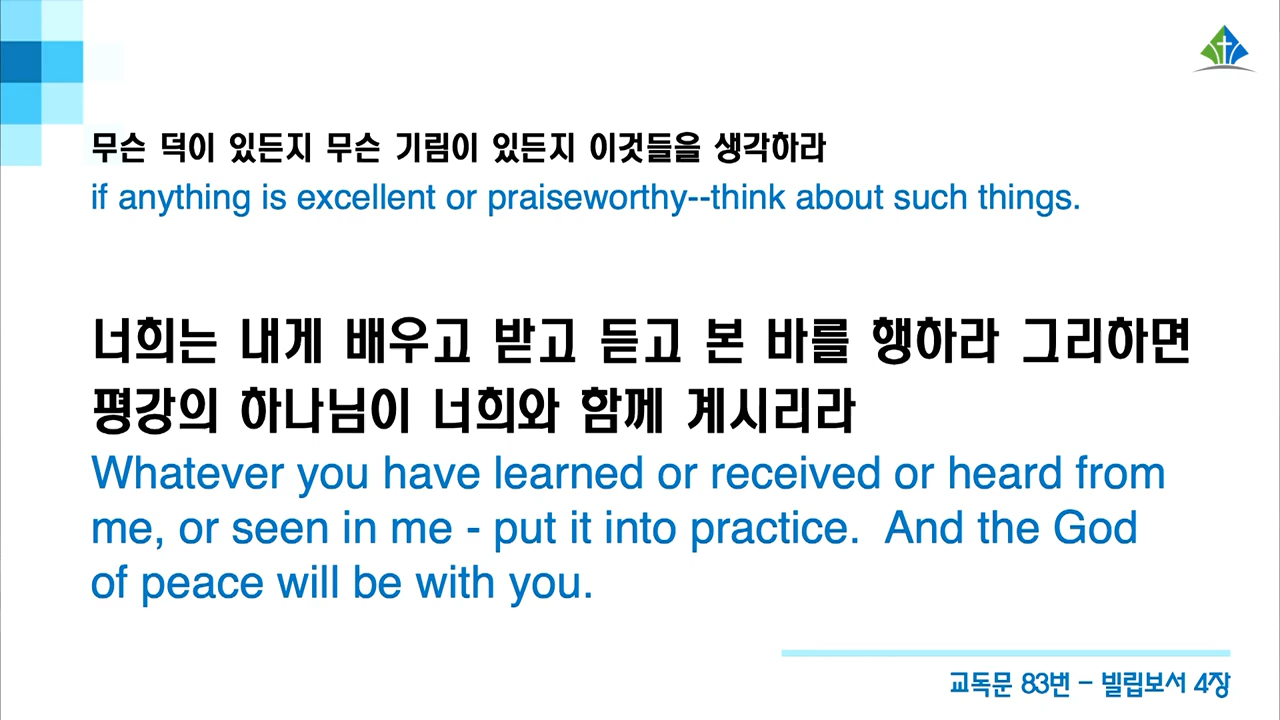 무슨 덕이 있든지 무슨 기림이 있든지 이것들을 생각하라
if anything is excellent or praiseworthy--think about such things.
너희는 내게 배우고 받고 듣고 본 바를 행하라 그리하면
평강의 하나님이 너희와 함께 계시리라
Whatever you have learned or received or heard from
me, or seen in me - put it into practice.  And the God
of peace will be with you.
교독문 83번 - 빌립보서 4장